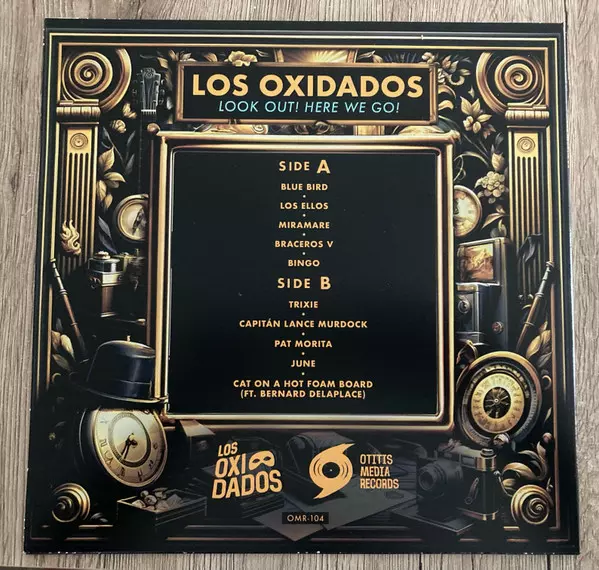 LOS OXIDADOS
LOOK OUT! HERE WE GO!
SIDE A
BLUE BIRD
LOS ELLOS
MIRAMARE
BRACEROS V
BINGO
SIDE B
TRIXIE
CAPITÁN LANCE MURDOCK
PAT MORITA
JUNE
CAT ON A HOT FOAM BOARD
(FT. BERNARD DELAPLACE)
LOS
OXI
DADOS
OTITIS
MEDIA
RECORDS
OMR-104